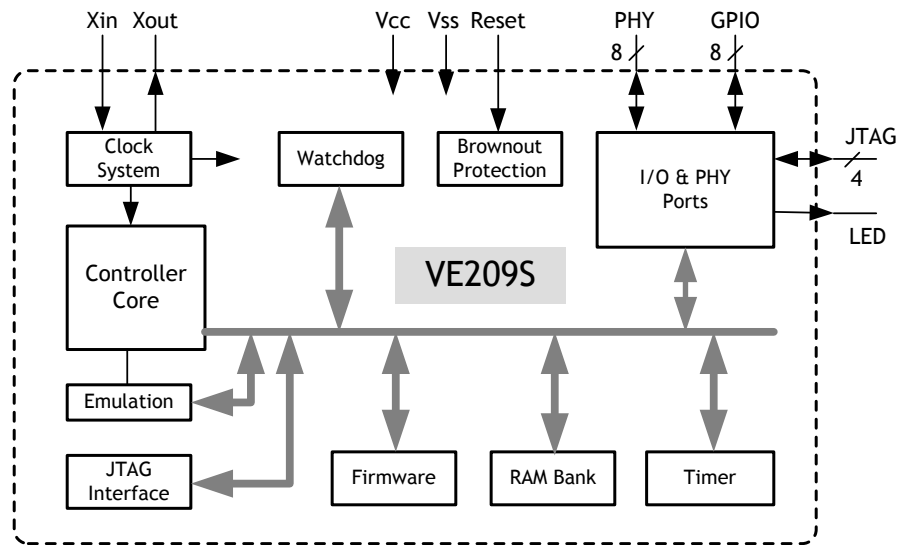 Xin Xout Vcc Vss Reset PHY GPIO
8 8
Clock
System
Watchdog
Brownout
Protection
I/O & PHY
Ports
JTAG
4
LED
Controller
Core
VE209S
Emulation
JTAG
Interface
Firmware
RAM Bank
Timer